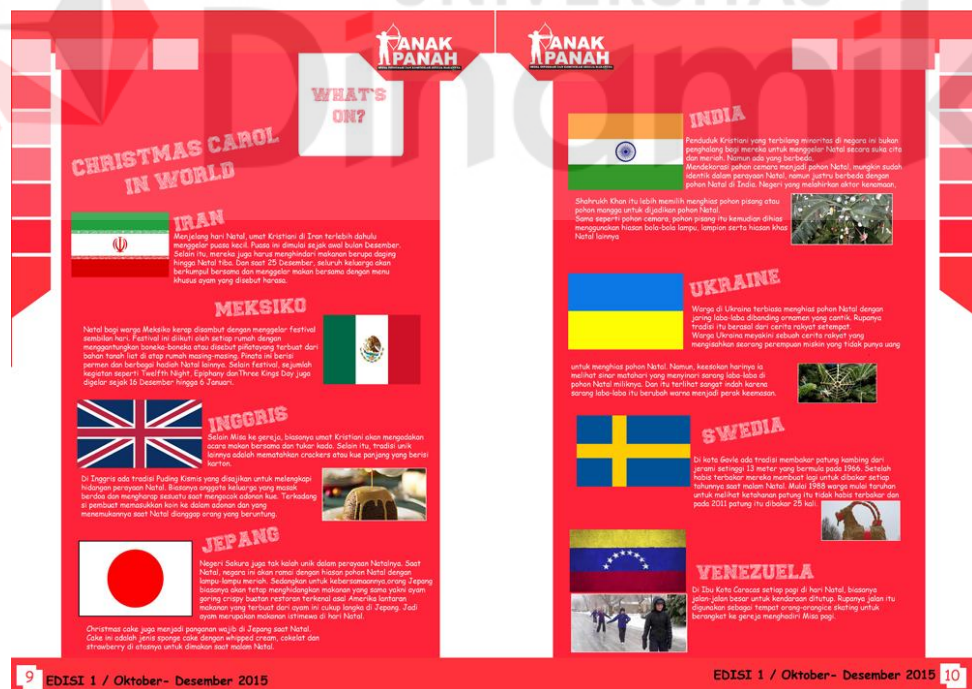 UNIVERSITAS
Dinamik
ANAK
PANAH
ANAK
PANAH
WHAT'S
ON?
CHRISTMAS CAROL
IN WORLD
IRAN
Menjelang hari Natal, umat Kristiani di Iran terlebih dahulu
menggelar puasa kecil. Puasa ini dimulai sejak awal bulan Desember.
Selain itu, mereka juga harus menghindari makanan berupa daging
hingga Natal tiba. Dan saat 25 Desember, seluruh keluarga akan
berkumpul bersama dan menggelar makan bersama dengan menu
khusus ayam yang disebut harasa.
MEKSIKO
Natal bagi warga Meksiko kerap disambut dengan menggelar festival
sembilan hari. Festival ini diikuti oleh setiap rumah dengan
menggantungkan boneka-boneka atau disebut piñatayang terbuat dari
bahan tanah liat di atap rumah masing-masing. Pinata ini berisi
permen dan berbagai hadiah Natal lainnya. Selain festival, sejumlah
kegiatan seperti Twelfth Night, Epiphany danThree Kings Day juga
digelar sejak 16 Desember hingga 6 Januari.
INGGRIS
Selain Misa ke gereja, biasanya umat Kristiani akan mengadakan
acara makan bersama dan tukar kado. Selain itu, tradisi unik
lainnya adalah mematahkan crackers atau kue panjang yang berisi
karton.
Di Inggris ada tradisi Puding Kismis yang disajikan untuk melengkapi
hidangan perayaan Natal. Biasanya anggota keluarga yang masak
berdoa dan mengharap sesuatu saat mengocok adonan kue. Terkadang
si pembuat memasukkan koin ke dalam adonan dan yang
menemukannya saat Natal dianggap orang yang beruntung.
JEPANG
Negeri Sakura juga tak kalah unik dalam perayaan Natalnya. Saat
Natal, negara ini akan ramai dengan hiasan pohon Natal dengan
lampu-lampu meriah. Sedangkan untuk kebersamaannya,orang Jepang
biasanya akan tetap menghidangkan makanan yang sama yakni ayam
goring crispy buatan restoran terkenal asal Amerika lantaran
makanan yang terbuat dari ayam ini cukup langka di Jepang. Jadi
ayam merupakan makanan istimewa di hari Natal.
Christmas cake juga menjadi panganan wajib di Jepang saat Natal.
Cake ini adalah jenis sponge cake dengan whipped cream, cokelat dan
strawberry di atasnya untuk dimakan saat malam Natal.
9 EDISI 1 / Oktober- Desember 2015
INDIA
Penduduk Kristiani yang terbilang minoritas di negara ini bukan
penghalang bagi mereka untuk menggelar Natal secara suka cita
dan meriah. Namun ada yang berbeda.
Mendekorasi pohon cemara menjadi pohon Natal, mungkin sudah
identik dalam perayaan Natal, namun justru berbeda dengan
pohon Natal di India. Negeri yang melahirkan aktor kenamaan,
Shahrukh Khan itu lebih memilih menghias pohon pisang atau
pohon mangga untuk dijadikan pohon Natal.
Sama seperti pohon cemara, pohon pisang itu kemudian dihias
menggunakan hiasan bola-bola lampu, lampion serta hiasan khas
Natal lainnya
UKRAINE
Warga di Ukraina terbiasa menghias pohon Natal dengan
jaring laba-laba dibanding ornamen yang cantik. Rupanya
tradisi itu berasal dari cerita rakyat setempat.
Warga Ukraina meyakini sebuah cerita rakyat yang
mengisahkan seorang perempuan miskin yang tidak punya uang
untuk menghias pohon Natal. Namun, keesokan harinya ia
melihat sinar matahari yang menyinari sarang laba-laba di
pohon Natal miliknya. Dan itu terlihat sangat indah karena
sarang laba-laba itu berubah warna menjadi perak keemasan.
SWEDIA
Di kota Gavle ada tradisi membakar patung kambing dari
jerami setinggi 13 meter yang bermula pada 1966. Setelah
habis terbakar mereka membuat lagi untuk dibakar setiap
tahunnya saat malam Natal. Mulai 1988 warga mulai taruhan
untuk melihat ketahanan patung itu tidak habis terbakar dan
pada 2011 patung itu dibakar 25 kali.
VENEZUELA
Di Ibu Kota Caracas setiap pagi di hari Natal, biasanya
jalan-jalan besar untuk kendaraan ditutup. Rupanya jalan itu
digunakan sebagai tempat orang-orangice skating untuk
berangkat ke gereja menghadiri Misa pagi.
EDISI 1 / Oktober- Desember 2015 10